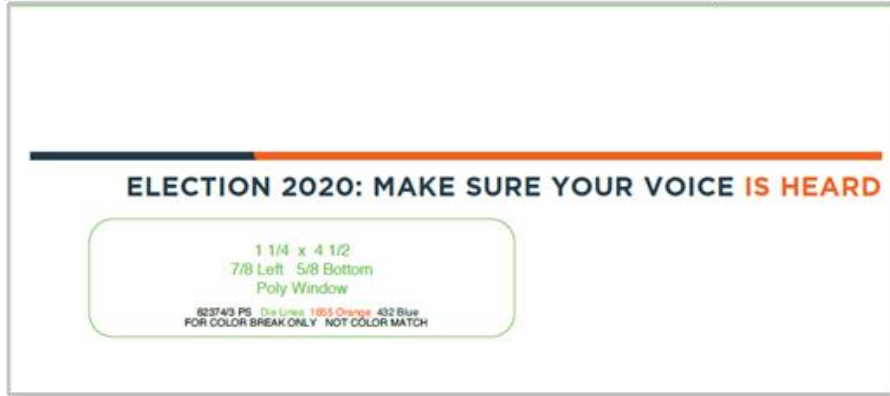 ELECTION 2020: MAKE SURE YOUR VOICE IS HEARD
1 1/4 x 4 1/2
7/8 Left 5/8 Bottom
Poly Window
62374/3 PS Die Lines 1655 Orange 432 Blue
FOR COLOR BREAK ONLY NOT COLOR MATCH